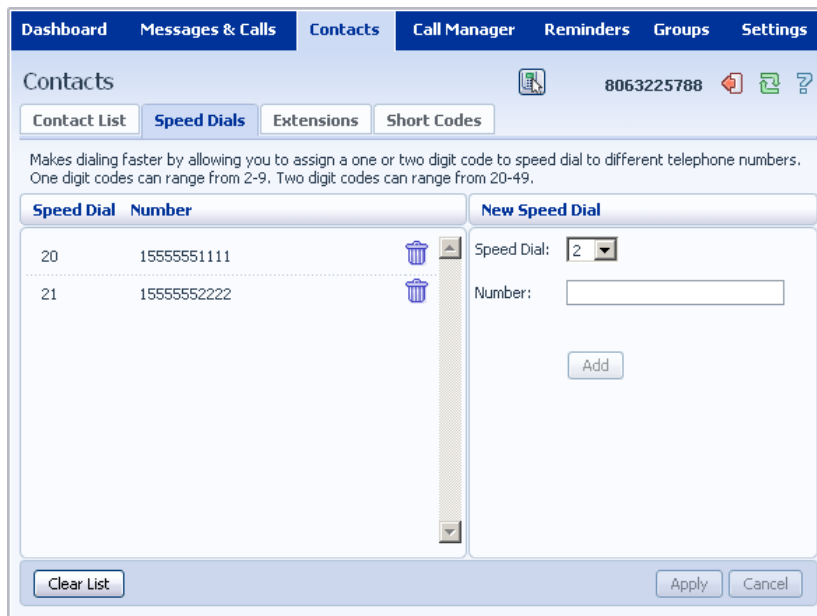 Dashboard Messages & Calls Contacts Call Manager Reminders Groups Settings
Contacts 8063225788
Contact List Speed Dials Extensions Short Codes
Makes dialing faster by allowing you to assign a one or two digit code to speed dial to different telephone numbers.
One digit codes can range from 2-9. Two digit codes can range from 20-49.
Speed Dial Number New Speed Dial
20 15555551111 Speed Dial: 2
21 15555552222 Number:
Add
Clear List Apply Cancel